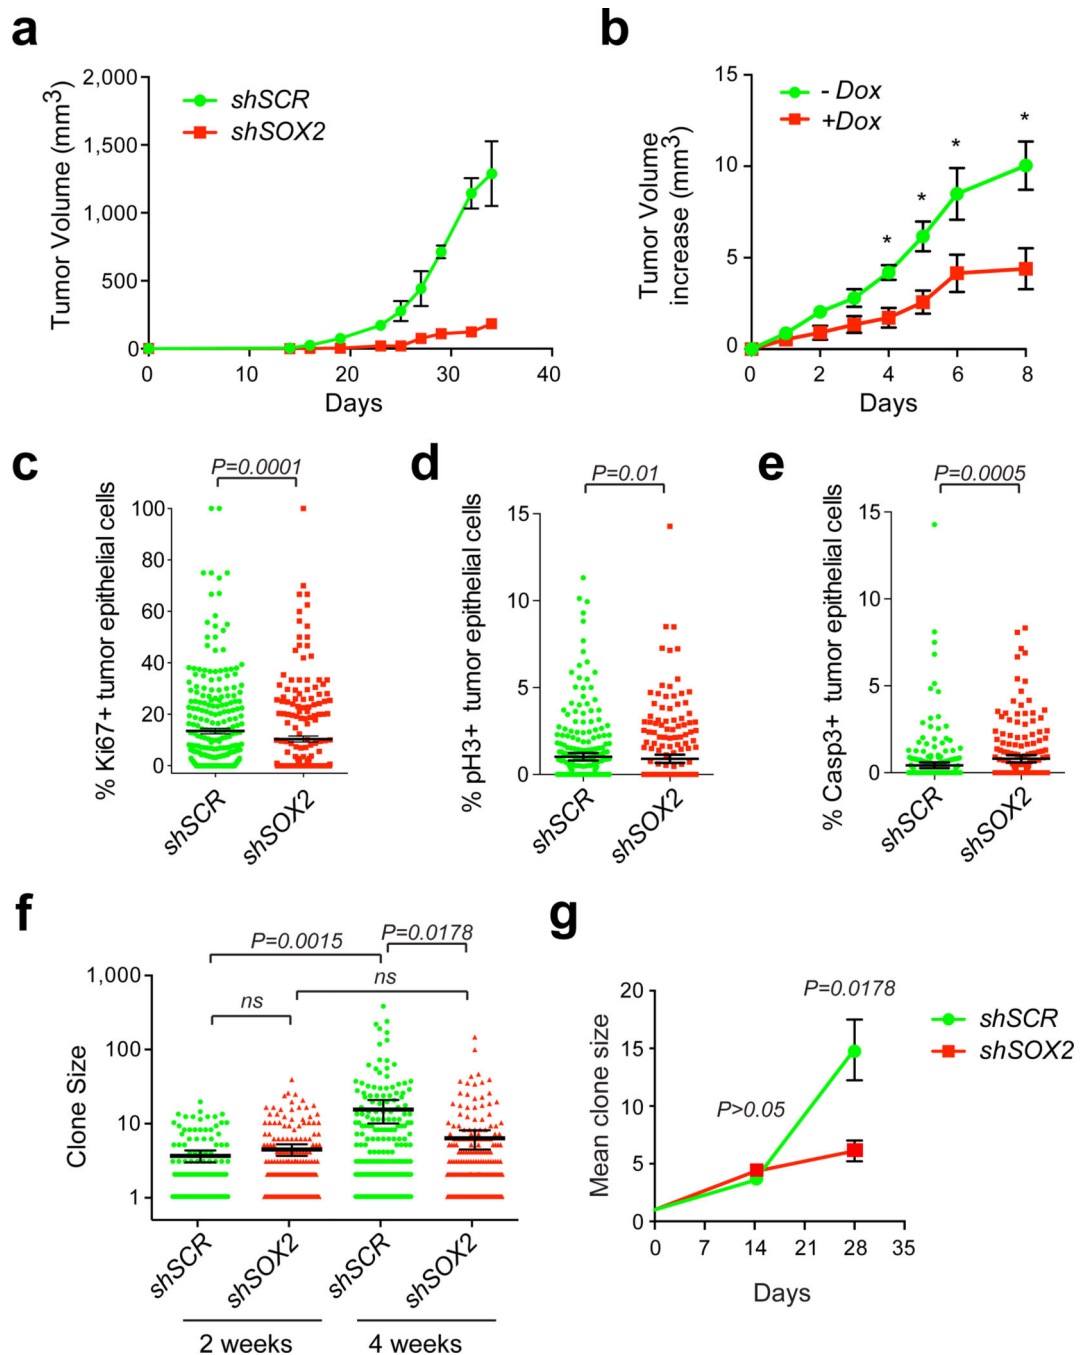 a
Tumor Volume (mm3)
2,000
1,500
1,000
500
0
0 10 20 30 40
Days
shSCR
shSOX2
b
Tumor Volume
increase (mm3)
15
10
5
0
0 2 4 6 8
Days
- Dox
+Dox
* * * *
c
% Ki67+ tumor epithelial cells
P=0.0001
100
80
60
40
20
0
shSCR shSOX2
d
% pH3+ tumor epithelial cells
P=0.01
15
10
5
0
shSCR shSOX2
e
% Casp3+ tumor epithelial cells
P=0.0005
15
10
5
0
shSCR shSOX2
f
Clone Size
P=0.0015
P=0.0178
ns
ns
1,000
100
10
1
shSCR shSOX2 shSCR shSOX2
2 weeks 4 weeks
g
Mean clone size
20
15
10
5
0
0 7 14 21 28 35
Days
P>0.05
P=0.0178
shSCR
shSOX2